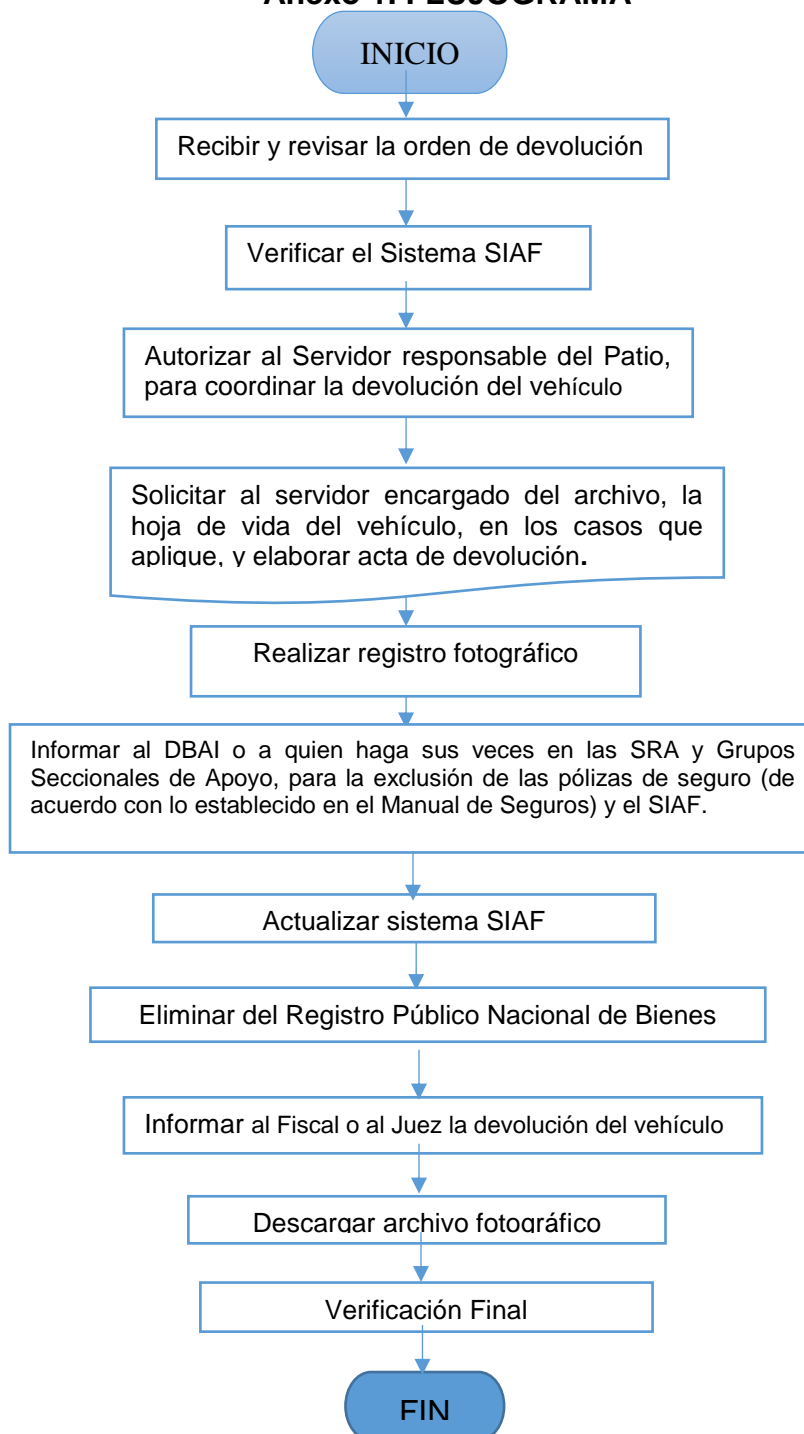 Anexo 1. FLUJOGRAMA
INICIO
Recibir y revisar la orden de devolución
Verificar el Sistema SIAF
Autorizar al Servidor responsable del Patio,
para coordinar la devolución del vehículo
Solicitar al servidor encargado del archivo, la
hoja de vida del vehículo, en los casos que
aplique, y elaborar acta de devolución.
Realizar registro fotográfico
Informar al DBAI o a quien haga sus veces en las SRA y Grupos
Seccionales de Apoyo, para la exclusión de las pólizas de seguro (de
acuerdo con lo establecido en el Manual de Seguros) y el SIAF.
Actualizar sistema SIAF
Eliminar del Registro Público Nacional de Bienes
Informar al Fiscal o al Juez la devolución del vehículo
Descargar archivo fotográfico
Verificación Final
FIN